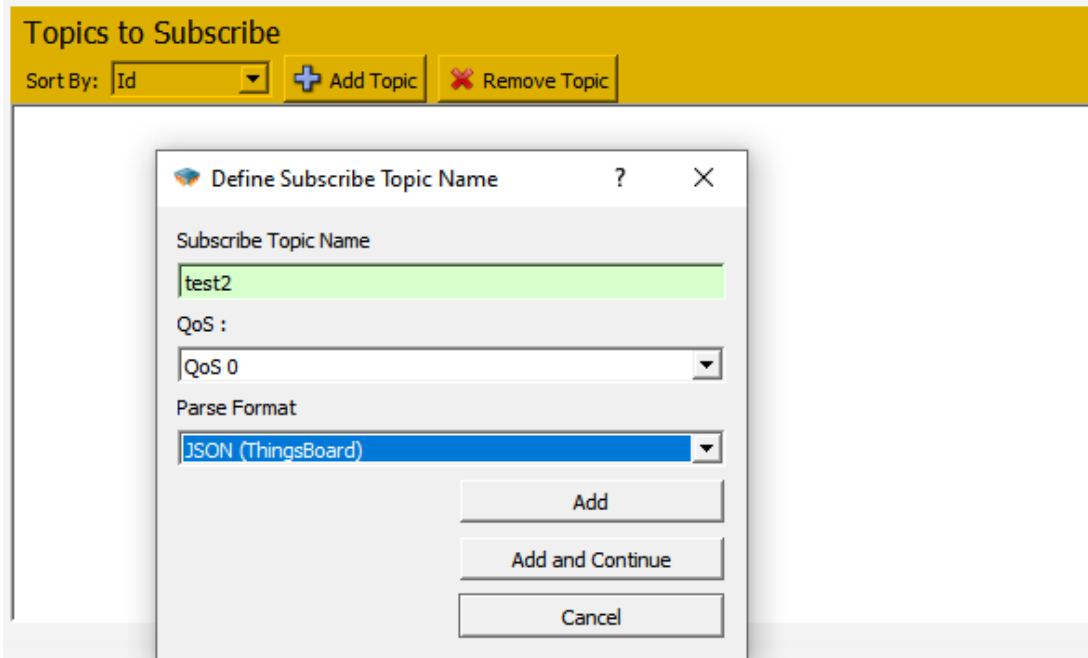 Topics to Subscribe
Sort By: Id Add Topic Remove Topic
Define Subscribe Topic Name ?
Subscribe Topic Name
test2
QoS :
QoS 0
Parse Format
JSON (ThingsBoard)
Add
Add and Continue
Cancel